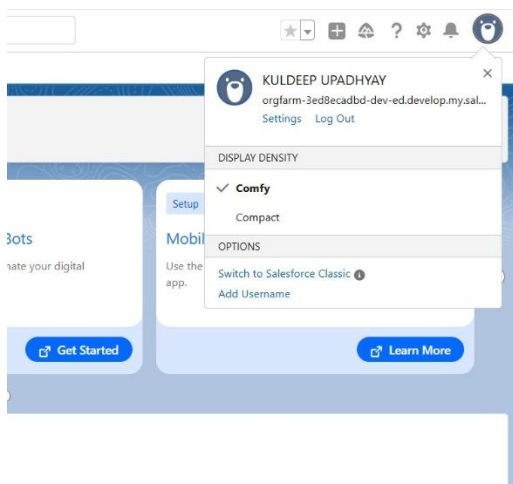 KULDEEP UPADHYAY
orgfarm-3ed8ecadbd-dev-ed.develop.my.sal...
Settings Log Out
DISPLAY DENSITY
Comfy
Compact
OPTIONS
Switch to Salesforce Classic
Add Username
Bots
nate your digital
Get Started
Setup
Mobil
Use the
app.
Learn More